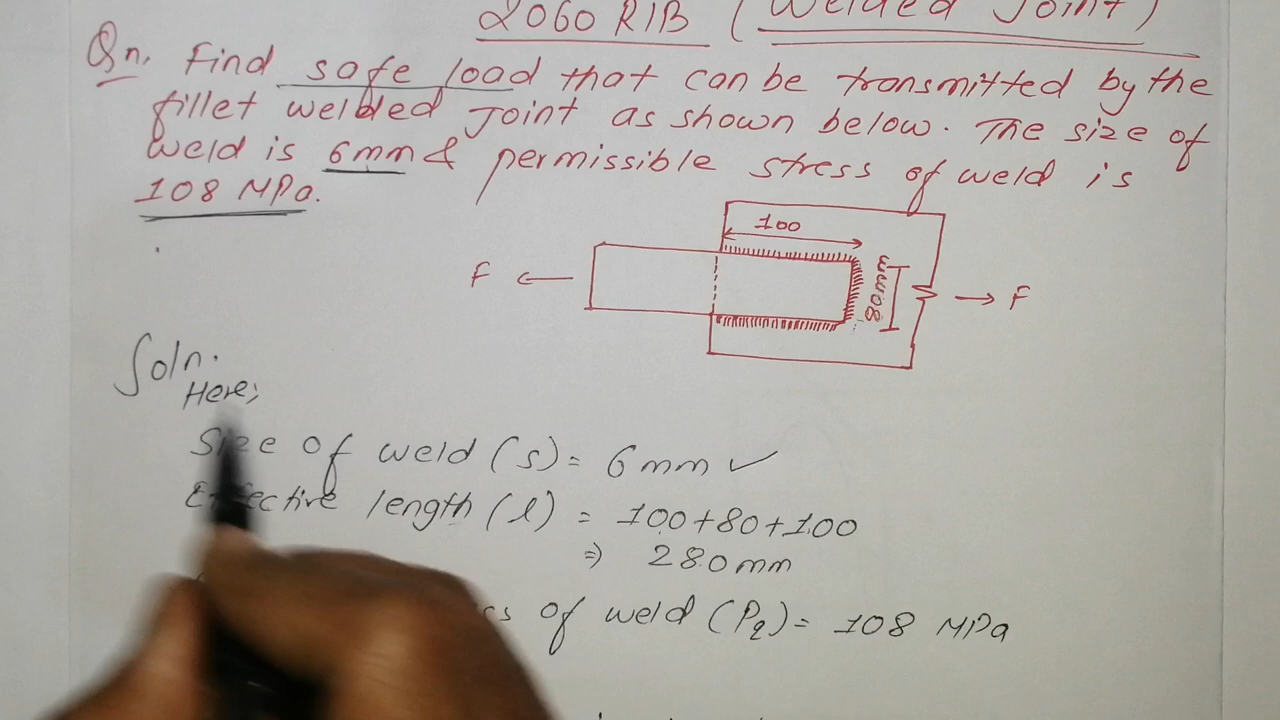 2060 RIB (Welded Joint)
Qn. Find safe load that can be transmitted by the
fillet welded Joint as shown below. The size of
weld is 6mm & permissible stress of weld is
108 MPa.
100
F
80mm
F
Soln.
Here;
Size of weld (s) = 6mm ✓
Effective length (l) = 100+80+100
⇒ 280mm
of weld (P₂) = 108 MPa